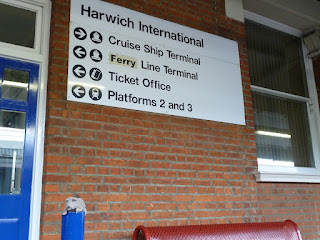 Harwich International
Cruise Ship Terminal
Ferry Line Terminal
Ticket Office
Platforms 2 and 3